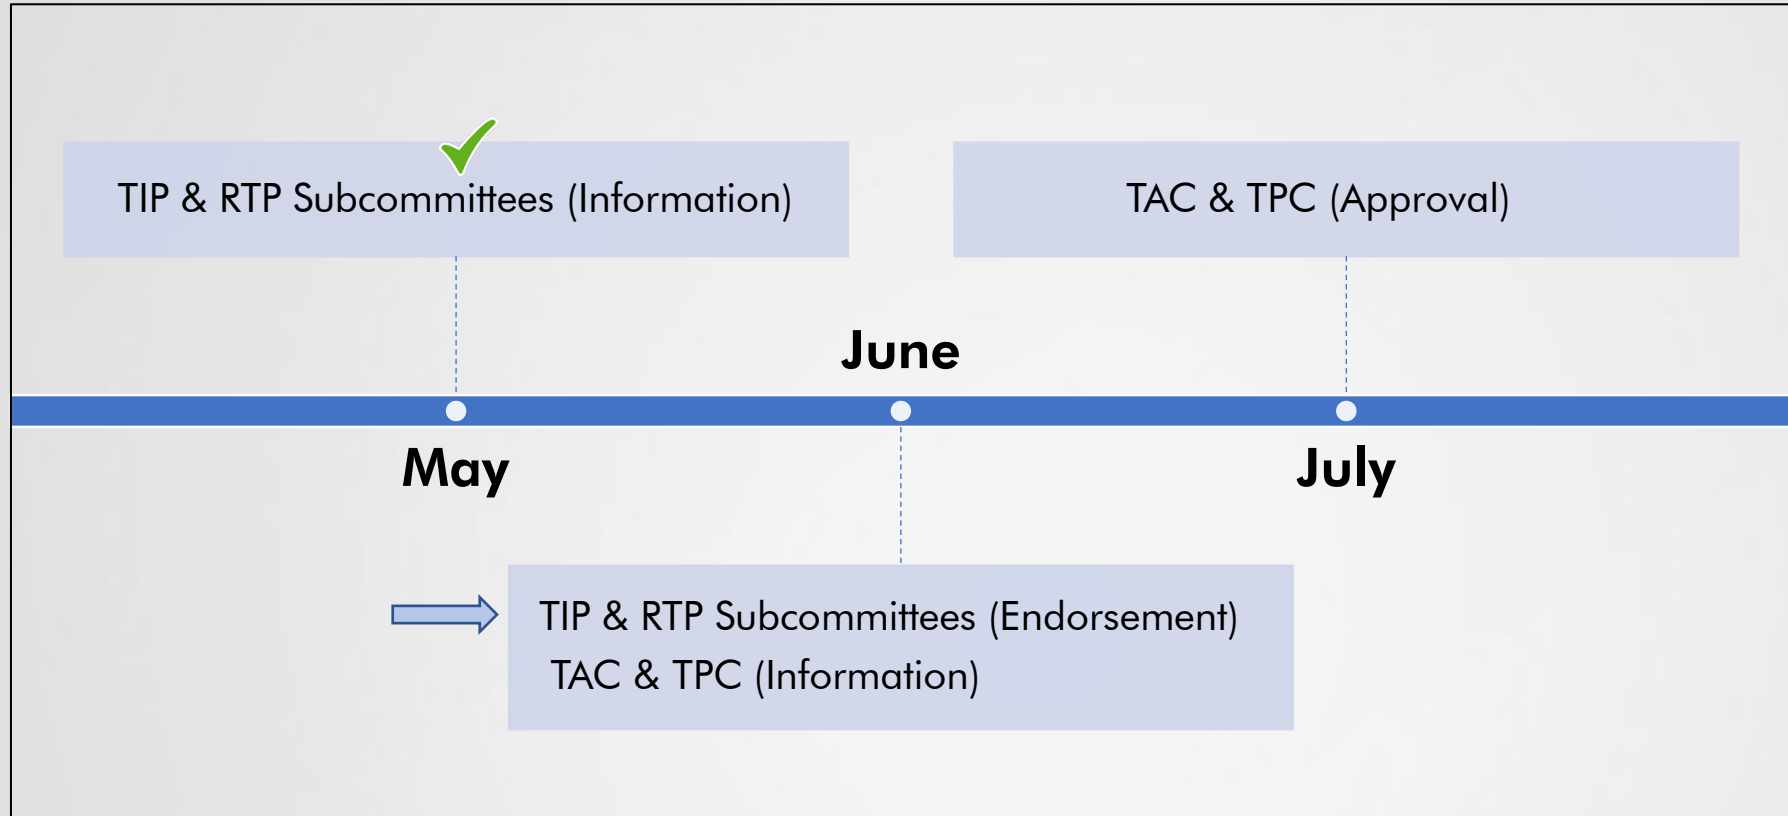 TIP & RTP Subcommittees (Information)
TAC & TPC (Approval)
June
May
July
TIP & RTP Subcommittees (Endorsement)
TAC & TPC (Information)